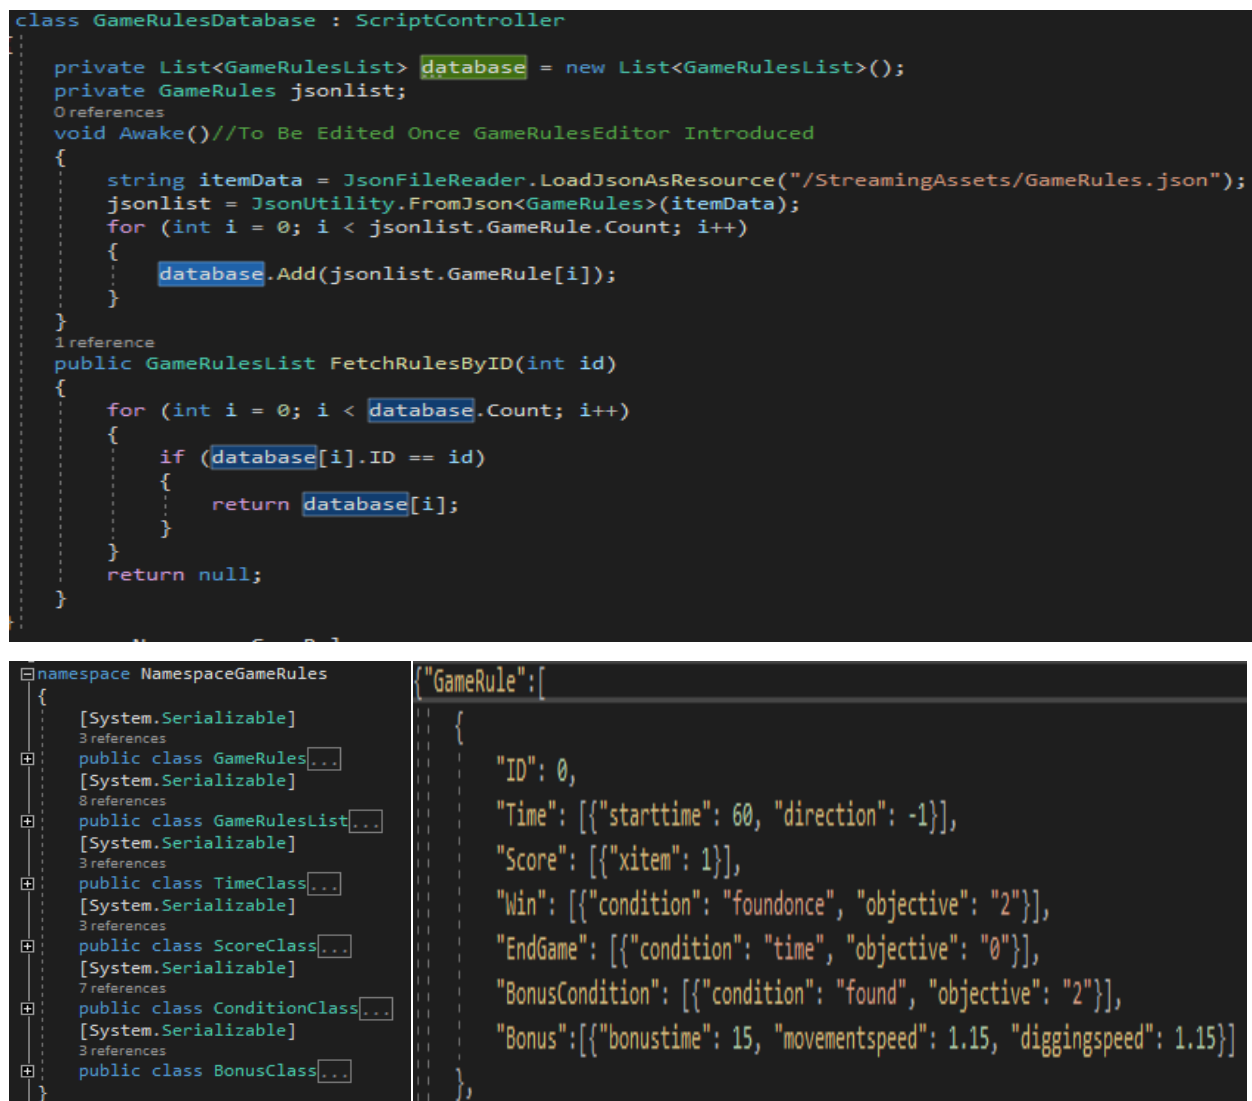 class GameRulesDatabase : ScriptController
{
private List<GameRulesList> database = new List<GameRulesList>();
private GameRules jsonlist;
0 references
void Awake()//To Be Edited Once GameRulesEditor Introduced
{
string itemData = JsonFileReader.LoadJsonAsResource("/StreamingAssets/GameRules.json");
jsonlist = JsonUtility.FromJson<GameRules>(itemData);
for (int i = 0; i < jsonlist.GameRule.Count; i++)
{
database.Add(jsonlist.GameRule[i]);
}
}
1 reference
public GameRulesList FetchRulesByID(int id)
{
for (int i = 0; i < database.Count; i++)
{
if (database[i].ID == id)
{
return database[i];
}
}
return null;
}
}
namespace NamespaceGameRules
{
[System.Serializable]
3 references
public class GameRules...
[System.Serializable]
8 references
public class GameRulesList...
[System.Serializable]
3 references
public class TimeClass...
[System.Serializable]
3 references
public class ScoreClass...
[System.Serializable]
7 references
public class ConditionClass...
[System.Serializable]
3 references
public class BonusClass...
}
{"GameRule":[
{
"ID": 0,
"Time": [{"starttime": 60, "direction": -1}],
"Score": [{"xitem": 1}],
"Win": [{"condition": "foundonce", "objective": "2"}],
"EndGame": [{"condition": "time", "objective": "0"}],
"BonusCondition": [{"condition": "found", "objective": "2"}],
"Bonus":[{"bonustime": 15, "movementspeed": 1.15, "diggingspeed": 1.15}]
},